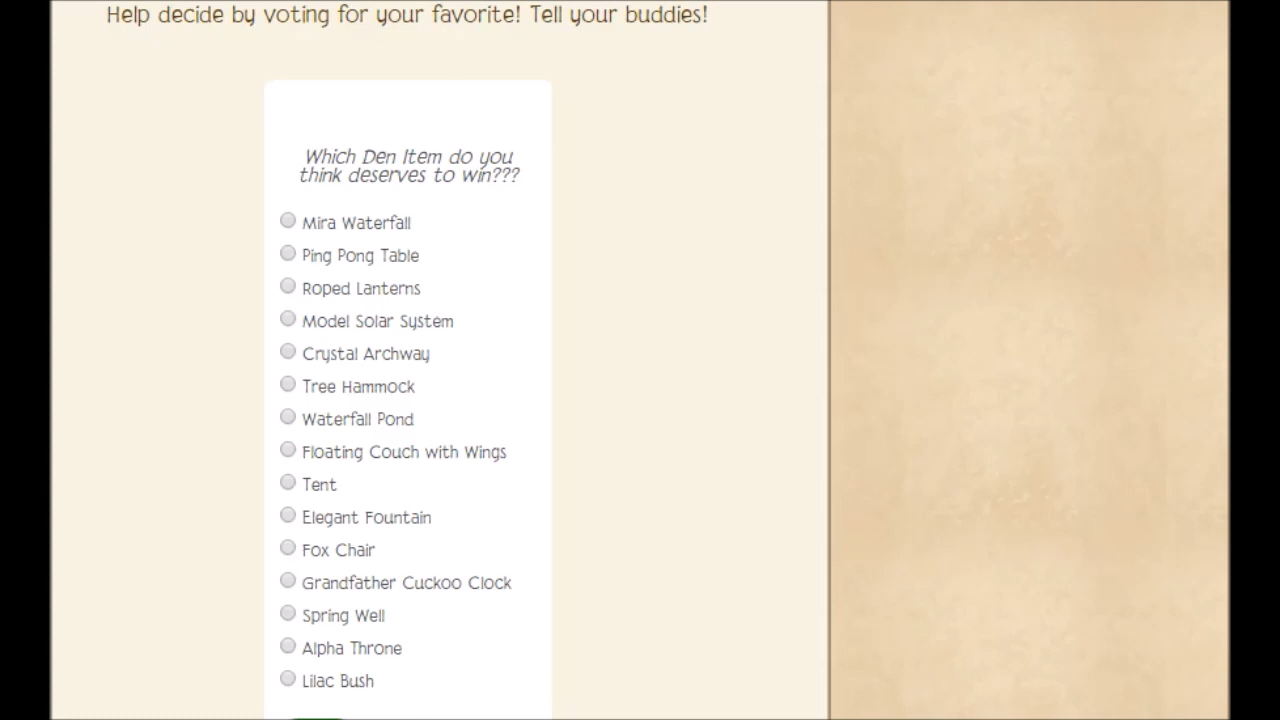 Help decide by voting for your favorite! Tell your buddies!
Which Den Item do you
think deserves to win???
Mira Waterfall
Ping Pong Table
Roped Lanterns
Model Solar System
Crystal Archway
Tree Hammock
Waterfall Pond
Floating Couch with Wings
Tent
Elegant Fountain
Fox Chair
Grandfather Cuckoo Clock
Spring Well
Alpha Throne
Lilac Bush